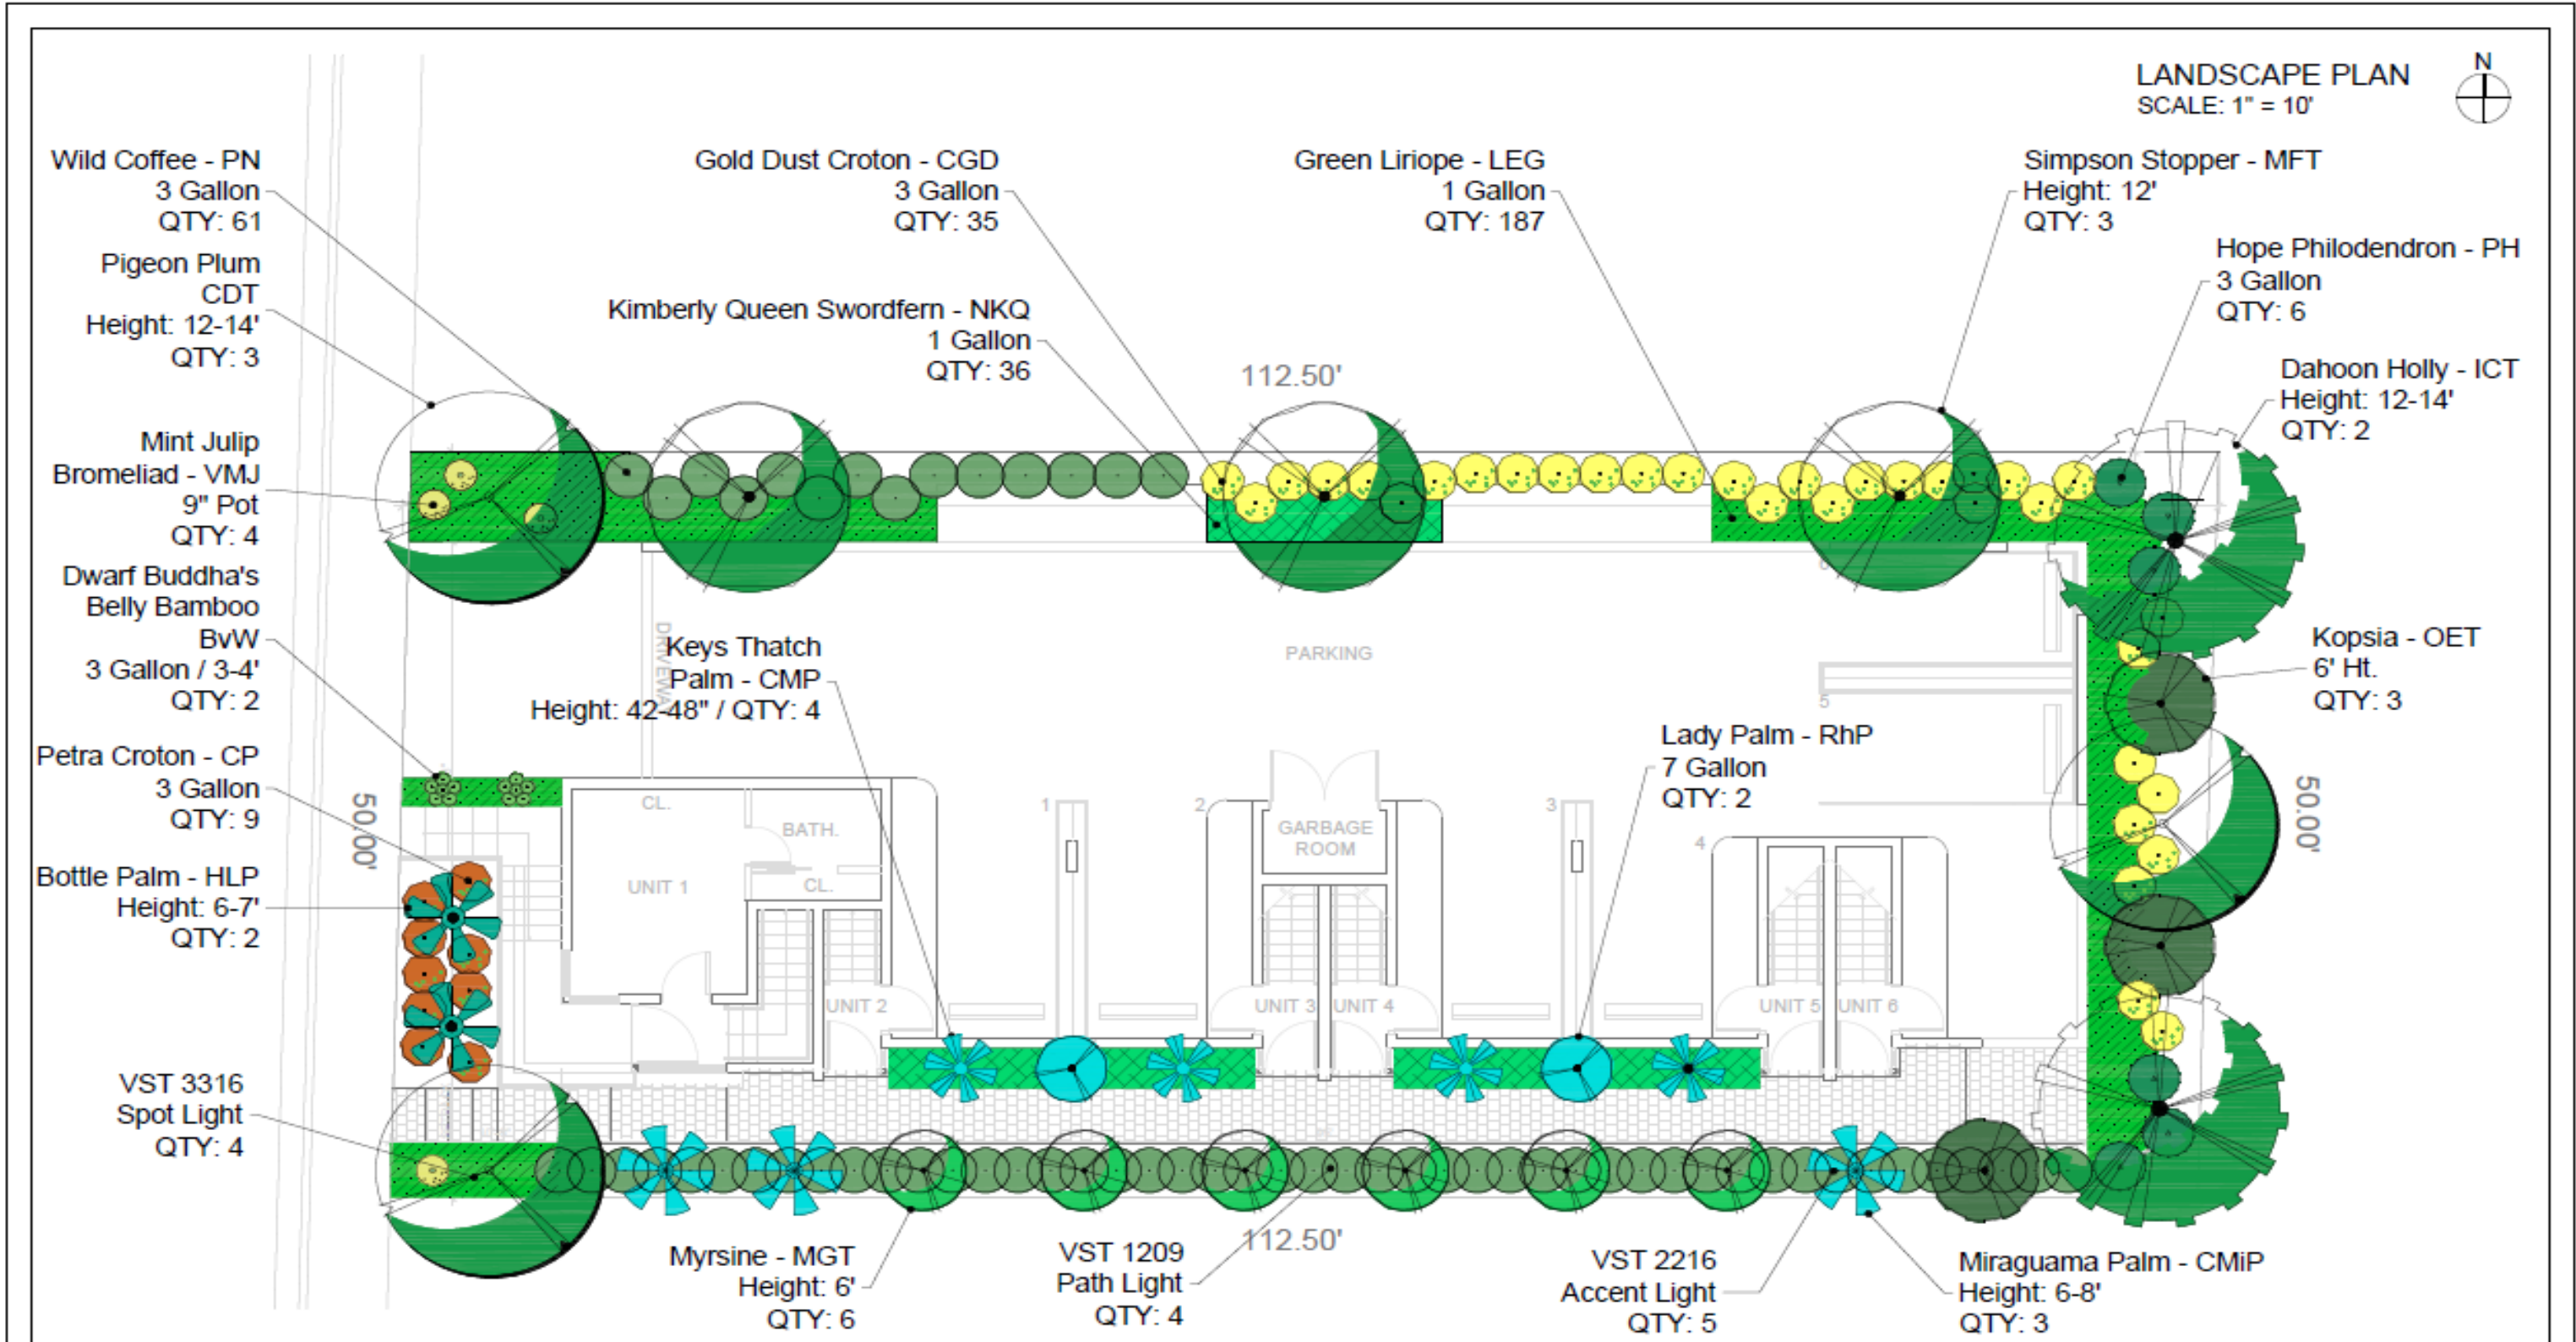 LANDSCAPE PLAN
SCALE: 1" = 10'
N
Wild Coffee - PN
3 Gallon
QTY: 61
Gold Dust Croton - CGD
3 Gallon
QTY: 35
Green Liriope - LEG
1 Gallon
QTY: 187
Simpson Stopper - MFT
Height: 12'
QTY: 3
Hope Philodendron - PH
3 Gallon
QTY: 6
Pigeon Plum
CDT
Height: 12-14'
QTY: 3
Kimberly Queen Swordfern - NKQ
1 Gallon
QTY: 36
112.50'
Dahoon Holly - ICT
Height: 12-14'
QTY: 2
Mint Julip
Bromeliad - VMJ
9" Pot
QTY: 4
Dwarf Buddha's
Belly Bamboo
BvW
3 Gallon / 3-4'
QTY: 2
DRIVEWAY
Keys Thatch
Palm - CMP
Height: 42-48" / QTY: 4
PARKING
6
5
Kopsia - OET
6' Ht.
QTY: 3
Lady Palm - RhP
7 Gallon
QTY: 2
Petra Croton - CP
3 Gallon
QTY: 9
50.00'
50.00'
CL.
BATH.
CL.
UNIT 1
1
2
GARBAGE
ROOM
3
4
Bottle Palm - HLP
Height: 6-7'
QTY: 2
UNIT 2
UNIT 3
UNIT 4
UNIT 5
UNIT 6
VST 3316
Spot Light
QTY: 4
Myrsine - MGT
Height: 6'
QTY: 6
VST 1209
Path Light
QTY: 4
112.50'
VST 2216
Accent Light
QTY: 5
Miraguama Palm - CMiP
Height: 6-8'
QTY: 3